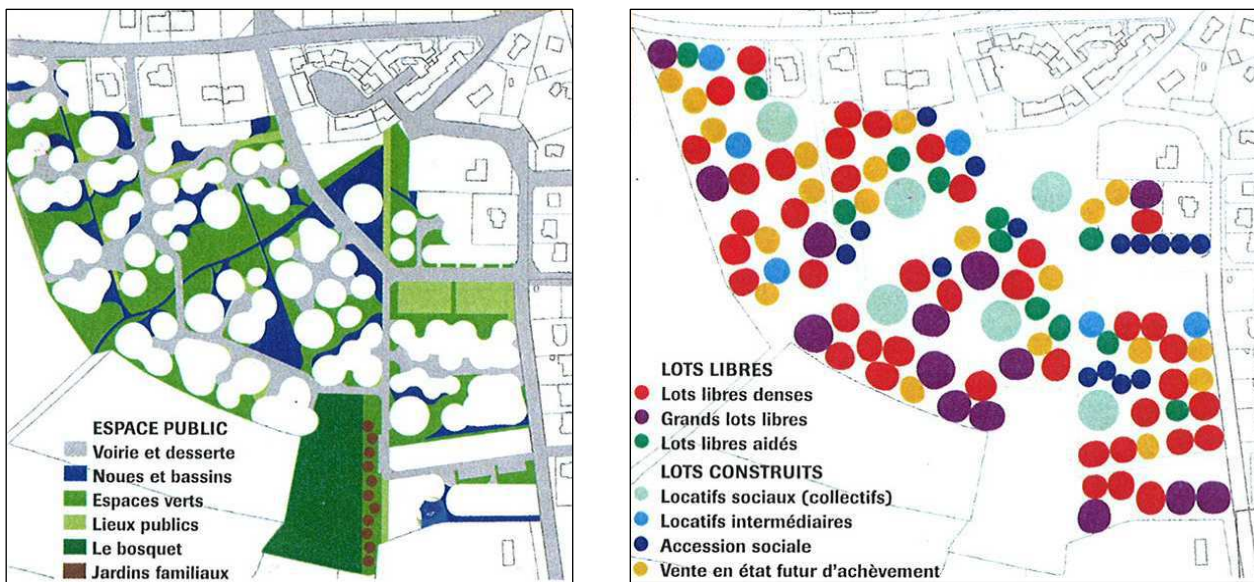 ESPACE PUBLIC
Voirie et desserte
Noues et bassins
Espaces verts
Lieux publics
Le bosquet
Jardins familiaux
LOTS LIBRES
Lots libres denses
Grands lots libres
Lots libres aidés
LOTS CONSTRUITS
Locatifs sociaux (collectifs)
Locatifs intermédiaires
Accession sociale
Vente en état futur d'achèvement